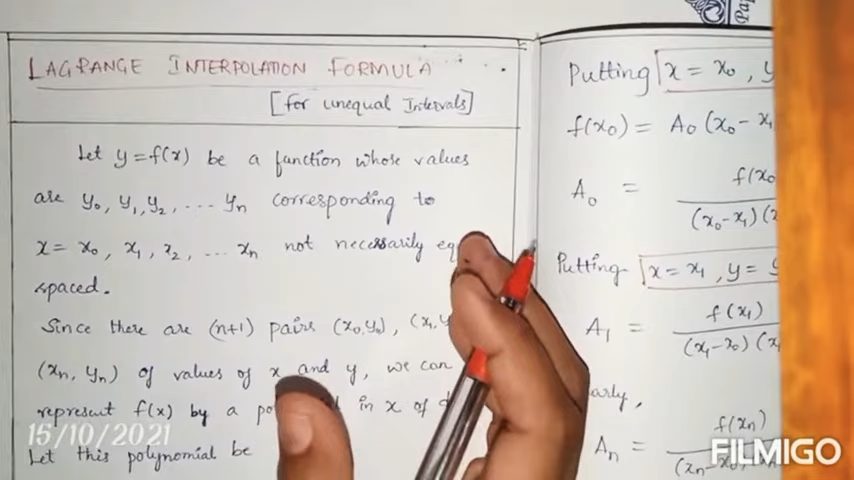 LAGRANGE INTERPOLATION FORMULA
[for unequal Intervals]
Let y=f(x) be a function whose values
are y₀, y₁, y₂, ... yₙ corresponding to
x= x₀, x₁, x₂, ... xₙ not necessarily
spaced.
Since there are (n+1) pairs (x₀,y₀), (x₁,y
(xₙ, yₙ) of values of x and y, we can
represent f(x) by a in x of
Let this polynomial be
Putting x = x₀, y
f(x₀) = A₀ (x₀ - x₁
A₀ = f(x₀ / (x₀-x₁)(x
Putting x = x₁, y =
A₁ = f(x₁) / (x₁-x₀)(x
Aₙ = f(xₙ) / (xₙ-x₀
15/10/2021
FILMIGO